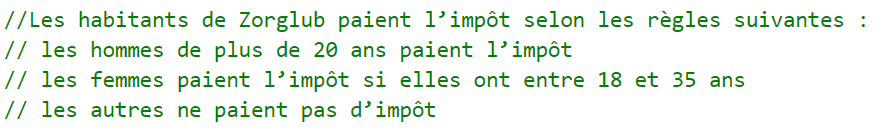 //Les habitants de Zorglub paient l’impôt selon les règles suivantes :
// les hommes de plus de 20 ans paient l’impôt
// les femmes paient l’impôt si elles ont entre 18 et 35 ans
// les autres ne paient pas d’impôt